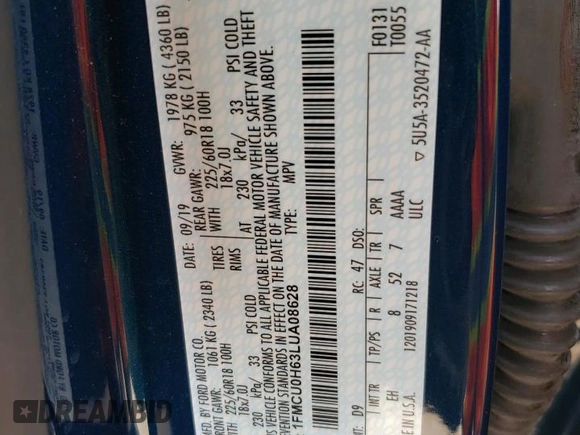 MFD. BY FORD MOTOR CO.
DATE: 09/19 GVWR: 1978 KG ( 4360 LB)
FRONT GAWR: 1061 KG ( 2340 LB) REAR GAWR: 975 KG ( 2150 LB)
225/60R18 100H TIRES WITH 225/60R18 100H
18x7.0J RIMS 18x7.0J
230 kPa/ 33 PSI COLD AT 230 kPa/ 33 PSI COLD
VEHICLE CONFORMS TO ALL APPLICABLE FEDERAL MOTOR VEHICLE SAFETY AND THEFT
PREVENTION STANDARDS IN EFFECT ON THE DATE OF MANUFACTURE SHOWN ABOVE.
1FMCU0H63LUA08628 TYPE: MPV
F0131
T0055
NT: D9 RC: 47 DSO:
INT TR TP/PS R AXLE TR SPR
EH 8 52 7 AAAA
ULC
1201909171218
MADE IN U.S.A.
5U5A-3520472-AA
DREAMBID